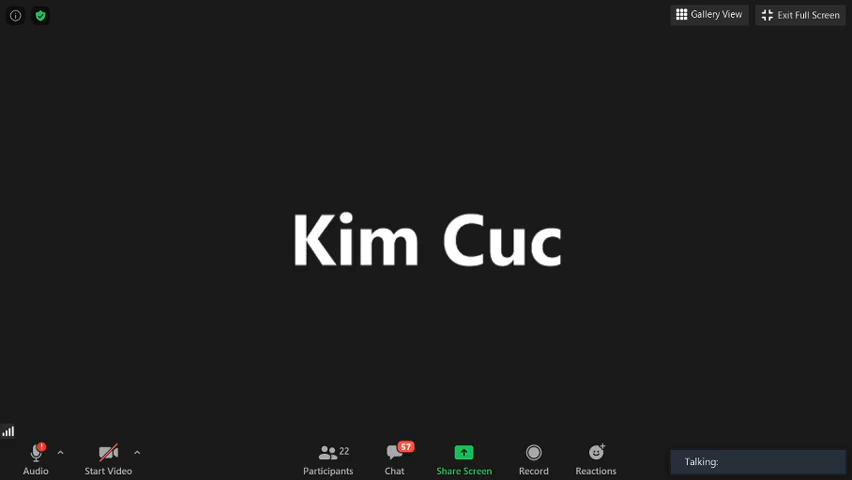 Gallery View
Exit Full Screen
Kim Cuc
22
57
Audio
Start Video
Participants
Chat
Share Screen
Record
Reactions
Talking: